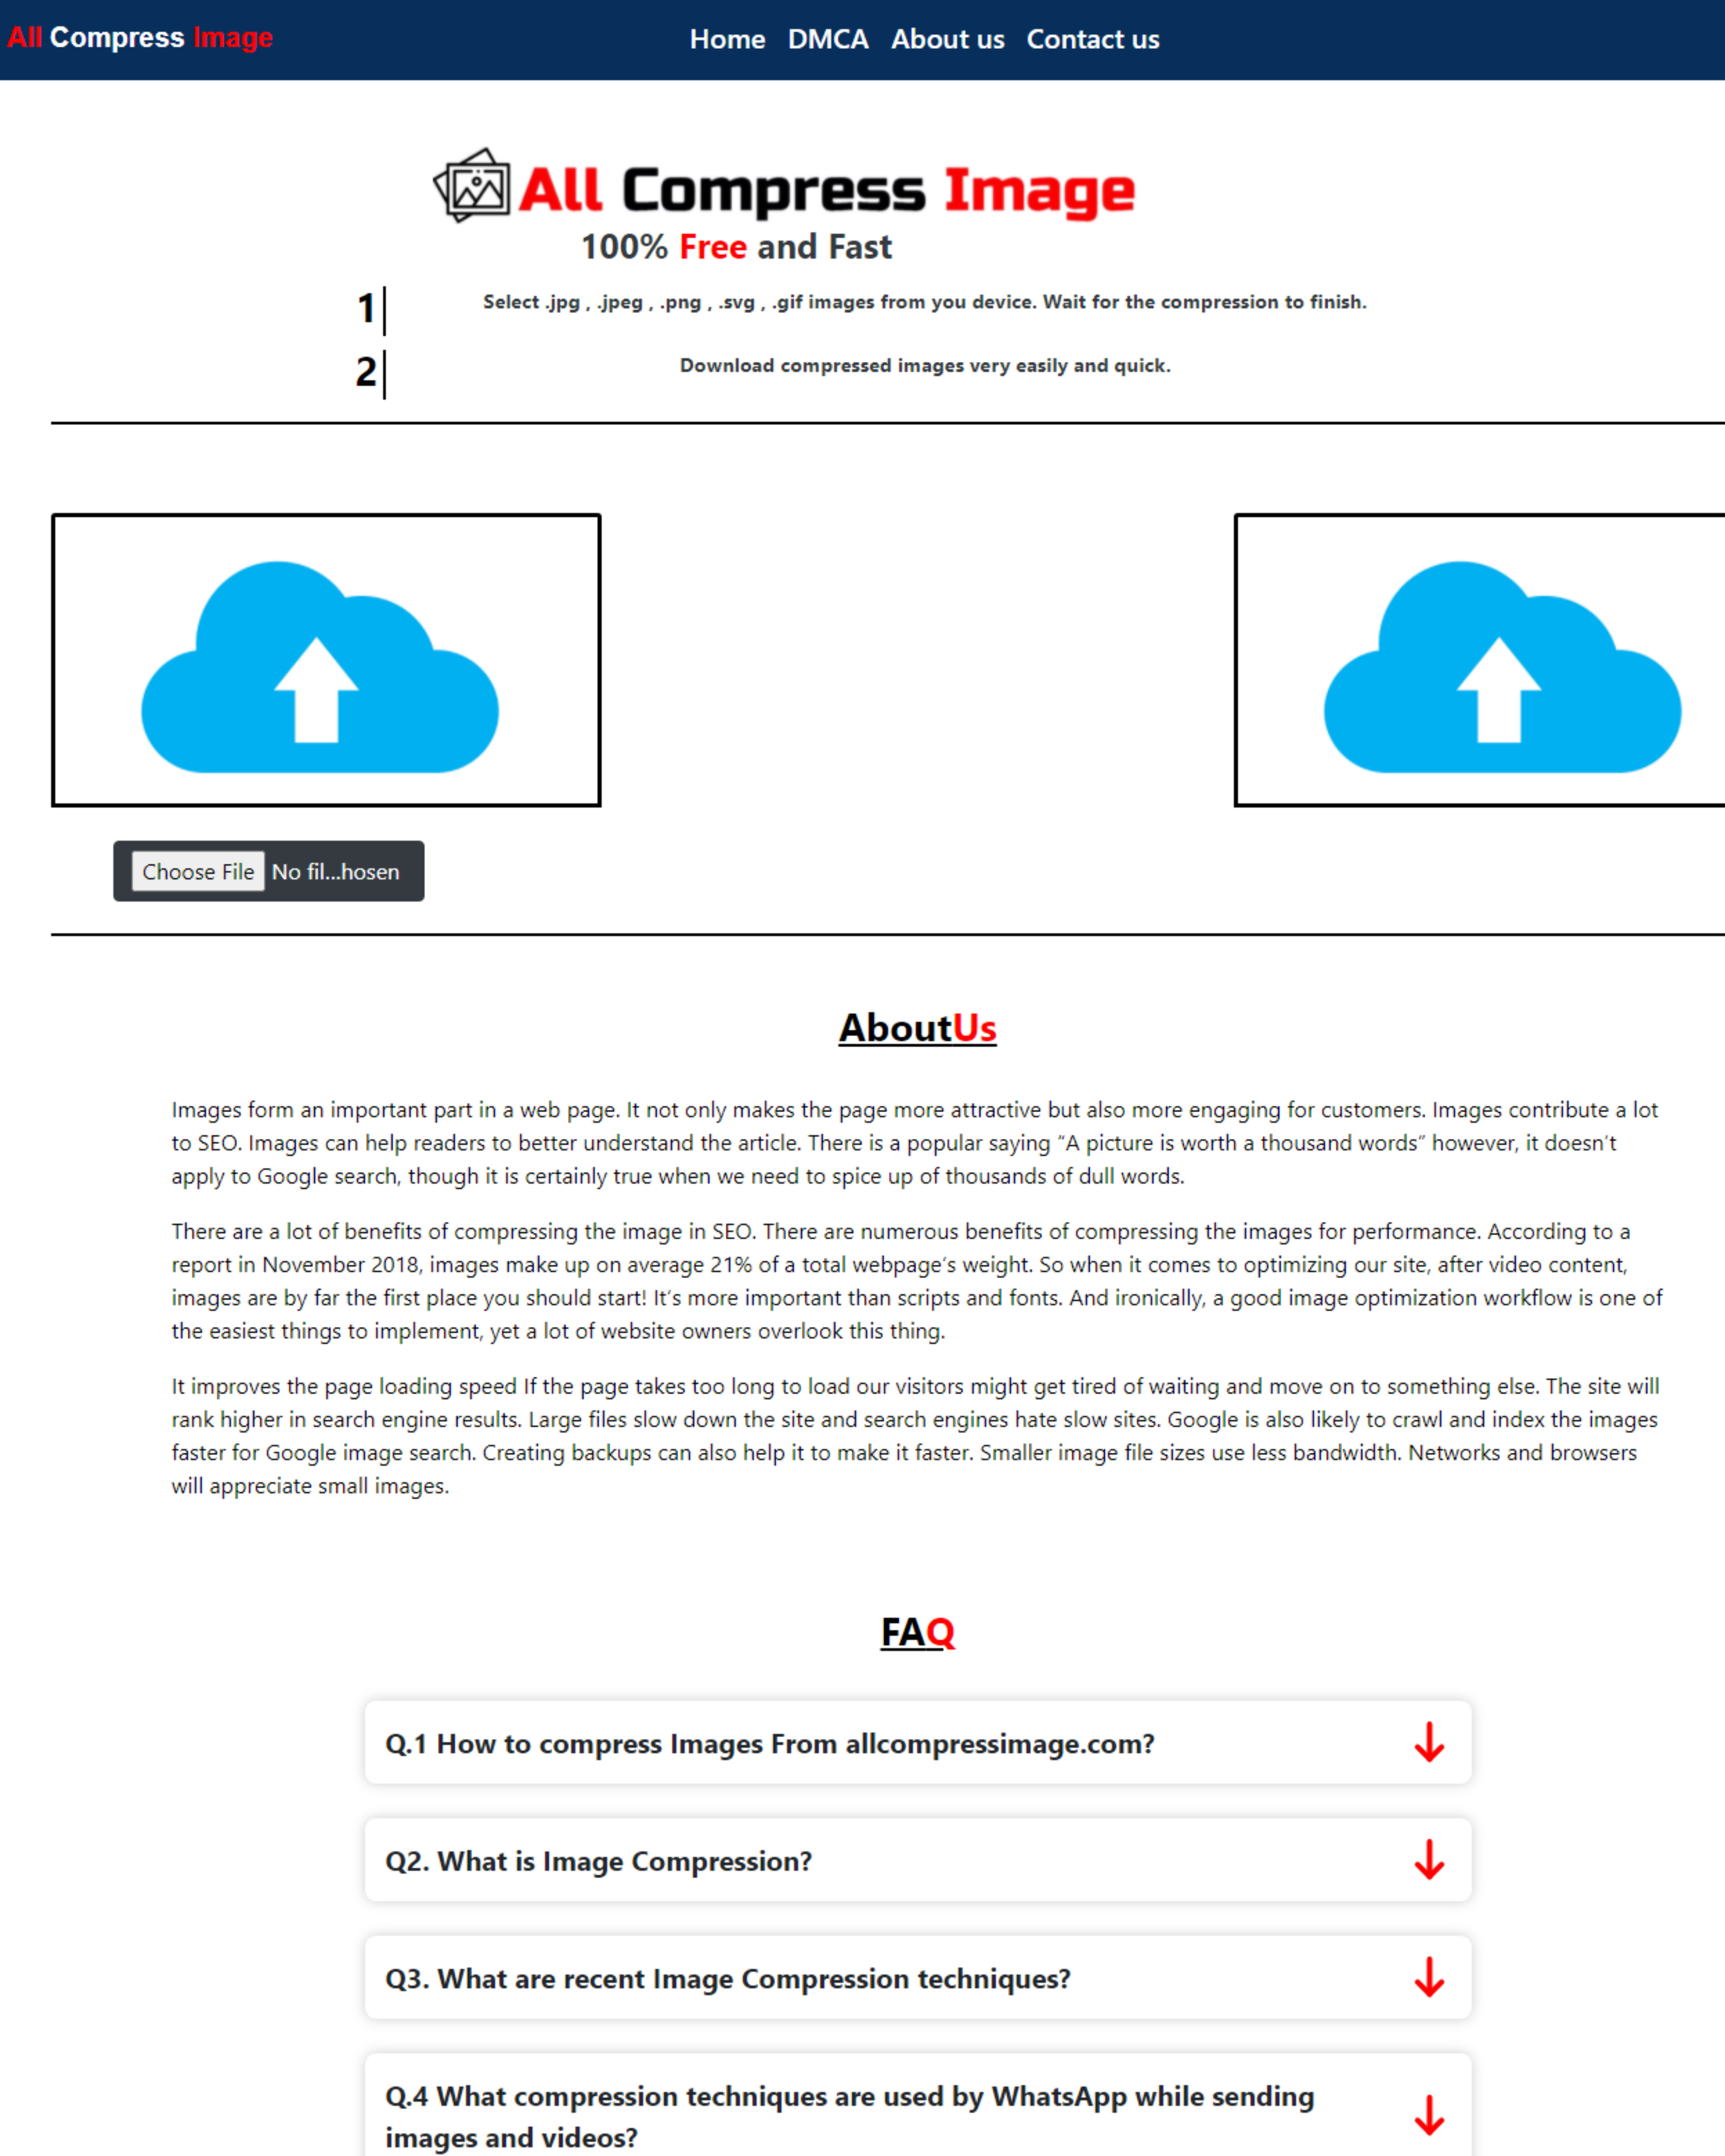 All Compress Image
Home DMCA About us Contact us
All Compress Image
100% Free and Fast
1
Select .jpg , .jpeg , .png , .svg , .gif images from you device. Wait for the compression to finish.
2
Download compressed images very easily and quick.
Choose File No fil...hosen
AboutUs
Images form an important part in a web page. It not only makes the page more attractive but also more engaging for customers. Images contribute a lot
to SEO. Images can help readers to better understand the article. There is a popular saying “A picture is worth a thousand words” however, it doesn’t
apply to Google search, though it is certainly true when we need to spice up of thousands of dull words.
There are a lot of benefits of compressing the image in SEO. There are numerous benefits of compressing the images for performance. According to a
report in November 2018, images make up on average 21% of a total webpage’s weight. So when it comes to optimizing our site, after video content,
images are by far the first place you should start! It’s more important than scripts and fonts. And ironically, a good image optimization workflow is one of
the easiest things to implement, yet a lot of website owners overlook this thing.
It improves the page loading speed If the page takes too long to load our visitors might get tired of waiting and move on to something else. The site will
rank higher in search engine results. Large files slow down the site and search engines hate slow sites. Google is also likely to crawl and index the images
faster for Google image search. Creating backups can also help it to make it faster. Smaller image file sizes use less bandwidth. Networks and browsers
will appreciate small images.
FAQ
Q.1 How to compress Images From allcompressimage.com?
Q2. What is Image Compression?
Q3. What are recent Image Compression techniques?
Q.4 What compression techniques are used by WhatsApp while sending
images and videos?